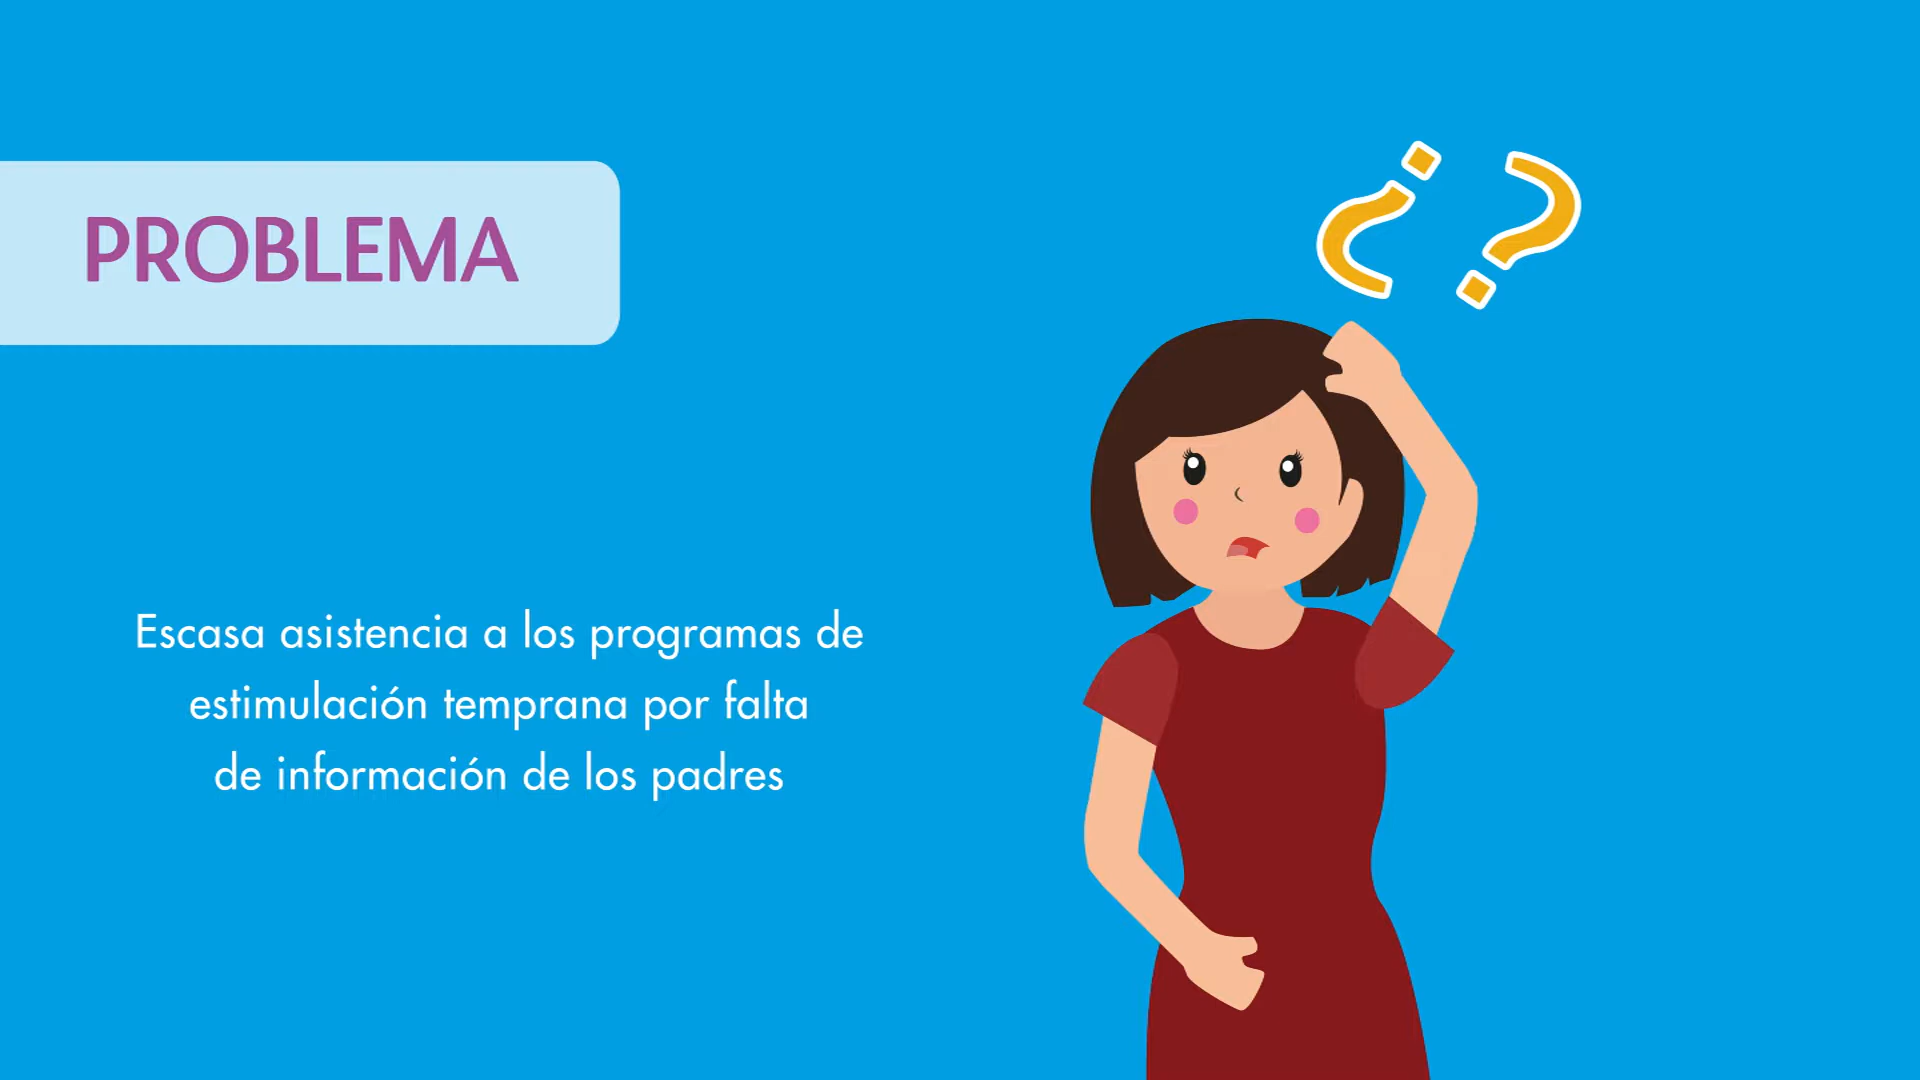 PROBLEMA
¿?
Escasa asistencia a los programas de
estimulación temprana por falta
de información de los padres